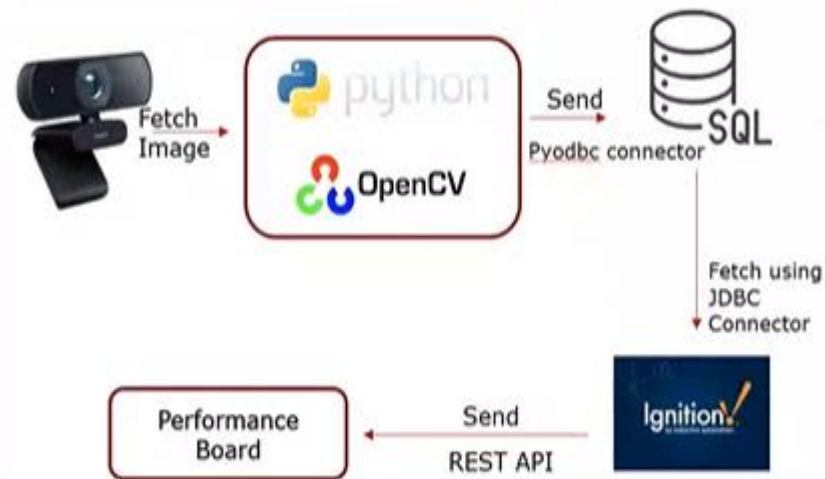 Fetch
Image
python
OpenCV
Send
Pyodbc connector
SQL
Fetch using
JDBC
Connector
Ignition!
Send
REST API
Performance
Board